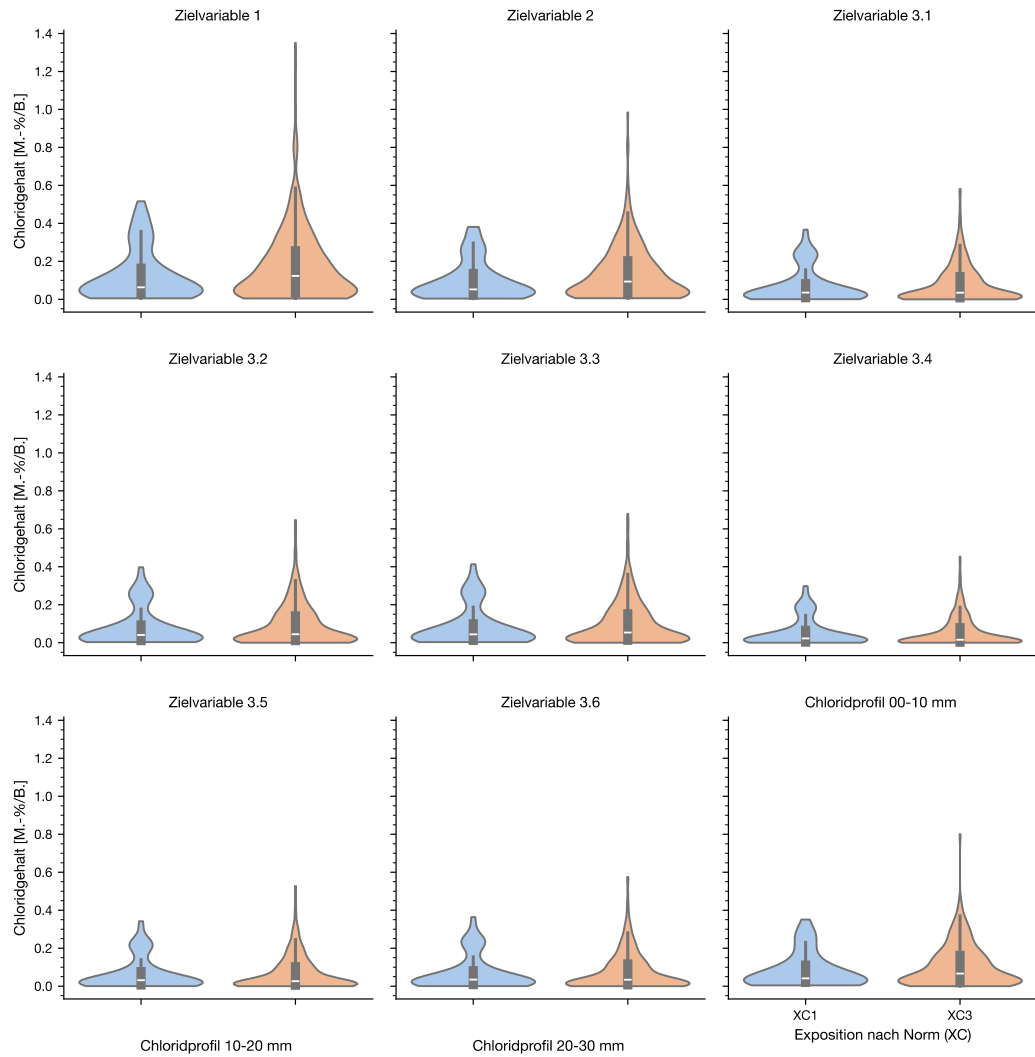 Zielvariable 1
Zielvariable 2
Zielvariable 3.1
Chloridgehalt [M.-%/B.]
1.4
1.2
1.0
0.8
0.6
0.4
0.2
0.0
Zielvariable 3.2
Zielvariable 3.3
Zielvariable 3.4
Chloridgehalt [M.-%/B.]
1.4
1.2
1.0
0.8
0.6
0.4
0.2
0.0
Zielvariable 3.5
Zielvariable 3.6
Chloridprofil 00-10 mm
Chloridgehalt [M.-%/B.]
1.4
1.2
1.0
0.8
0.6
0.4
0.2
0.0
XC1
XC3
Exposition nach Norm (XC)
Chloridprofil 10-20 mm
Chloridprofil 20-30 mm